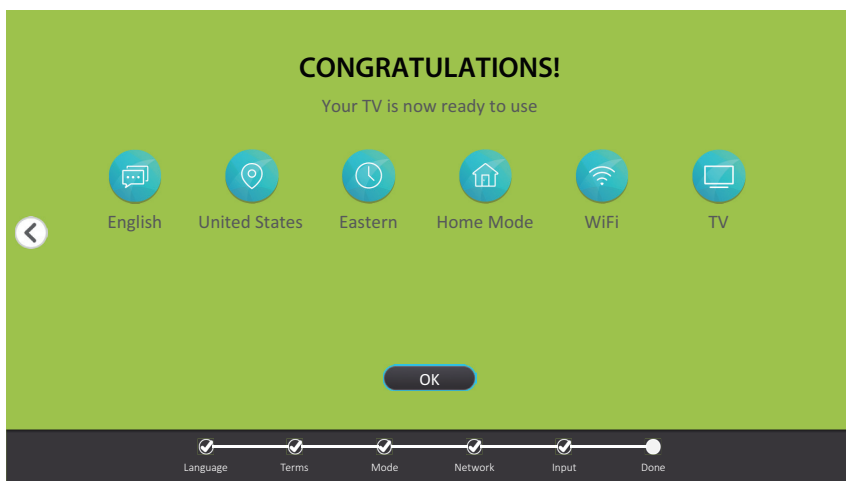 CONGRATULATIONS!
Your TV is now ready to use
English United States Eastern Home Mode WiFi TV
OK
Language Terms Mode Network Input Done